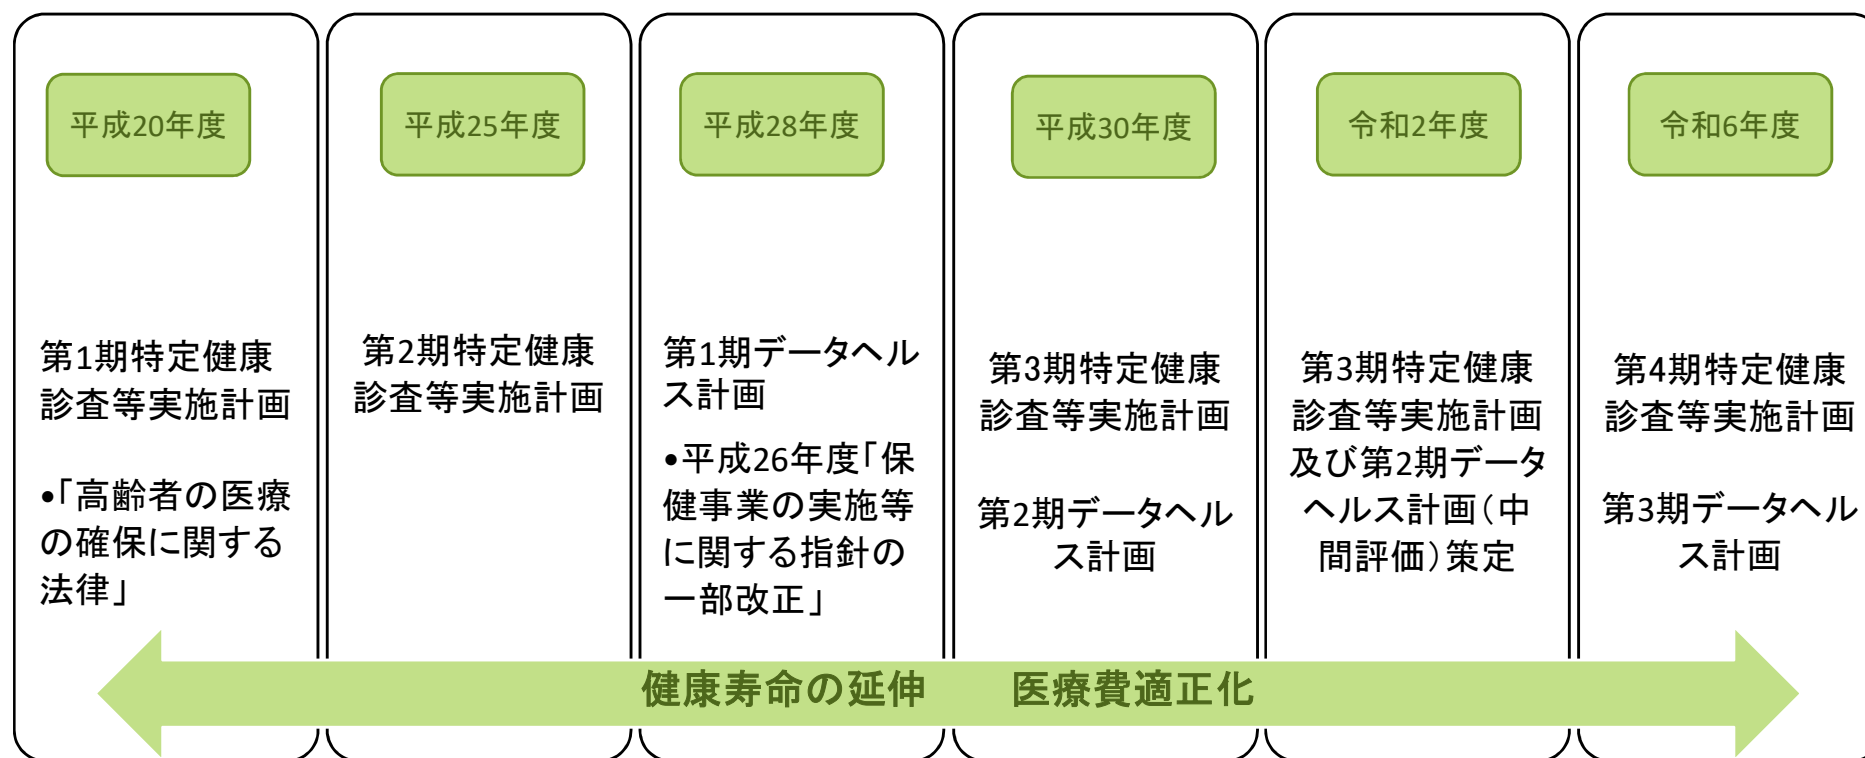 平成20年度
第1期特定健康
診査等実施計画
•「高齢者の医療
の確保に関する
法律」
平成25年度
第2期特定健康
診査等実施計画
平成28年度
第1期データヘル
ス計画
•平成26年度「保
健事業の実施等
に関する指針の
一部改正」
平成30年度
第3期特定健康
診査等実施計画
第2期データヘル
ス計画
令和2年度
第3期特定健康
診査等実施計画
及び第2期データ
ヘルス計画（中
間評価）策定
令和6年度
第4期特定健康
診査等実施計画
第3期データヘル
ス計画
健康寿命の延伸　　医療費適正化